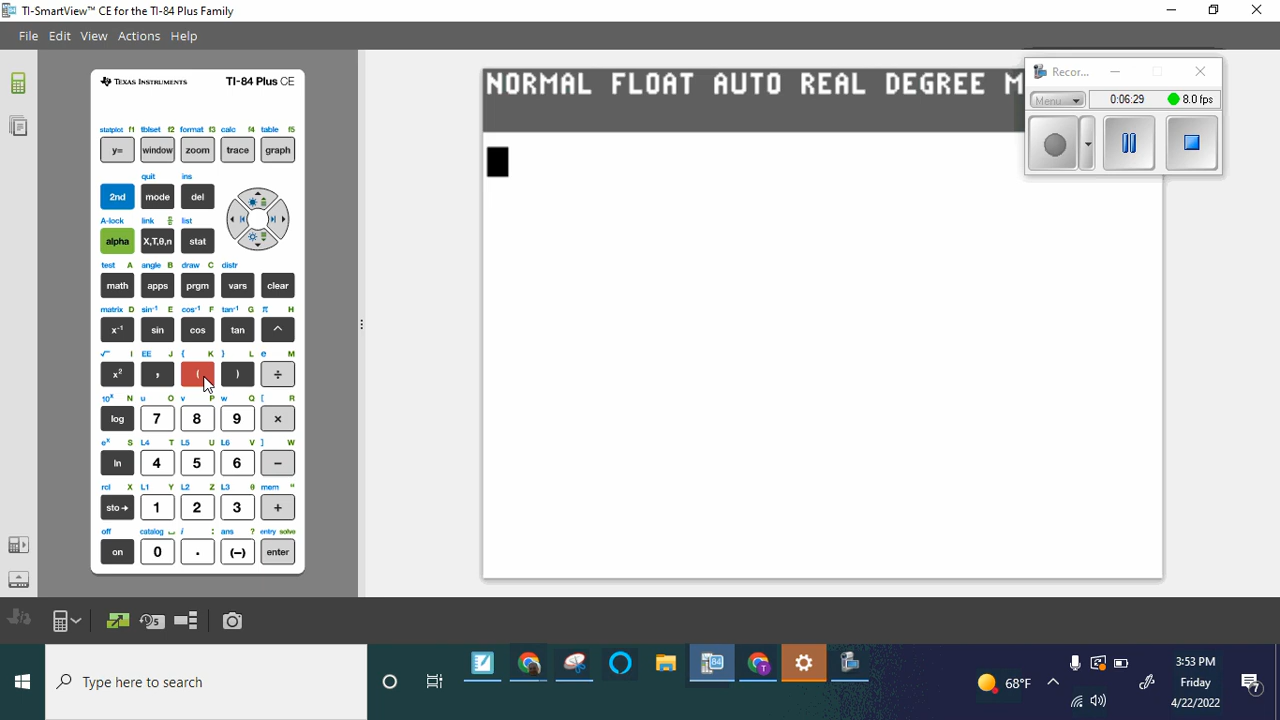 TI-SmartView™ CE for the TI-84 Plus Family
File Edit View Actions Help
TEXAS INSTRUMENTS TI-84 Plus CE
statplot f1 tblset f2 format f3 calc f4 table f5
y= window zoom trace graph
quit ins
2nd mode del
A-lock link list
alpha X,T,θ,n stat
test A angle B draw C distr
math apps prgm vars clear
matrix D sin⁻¹ E cos⁻¹ F tan⁻¹ G π H
x⁻¹ sin cos tan ^
√ I EE J { K } L e M
x² , ( ) ÷
10ˣ N u O v P w Q [ R
log 7 8 9 ×
eˣ S L4 T L5 U L6 V ] W
ln 4 5 6 −
rcl X L1 Y L2 Z L3 θ mem "
sto→ 1 2 3 +
off catalog i : ans ? entry solve
on 0 . (−) enter
NORMAL FLOAT AUTO REAL DEGREE M
Recor...
Menu 0:06:29 8.0 fps
Type here to search
84
68°F
3:53 PM
Friday
4/22/2022
7